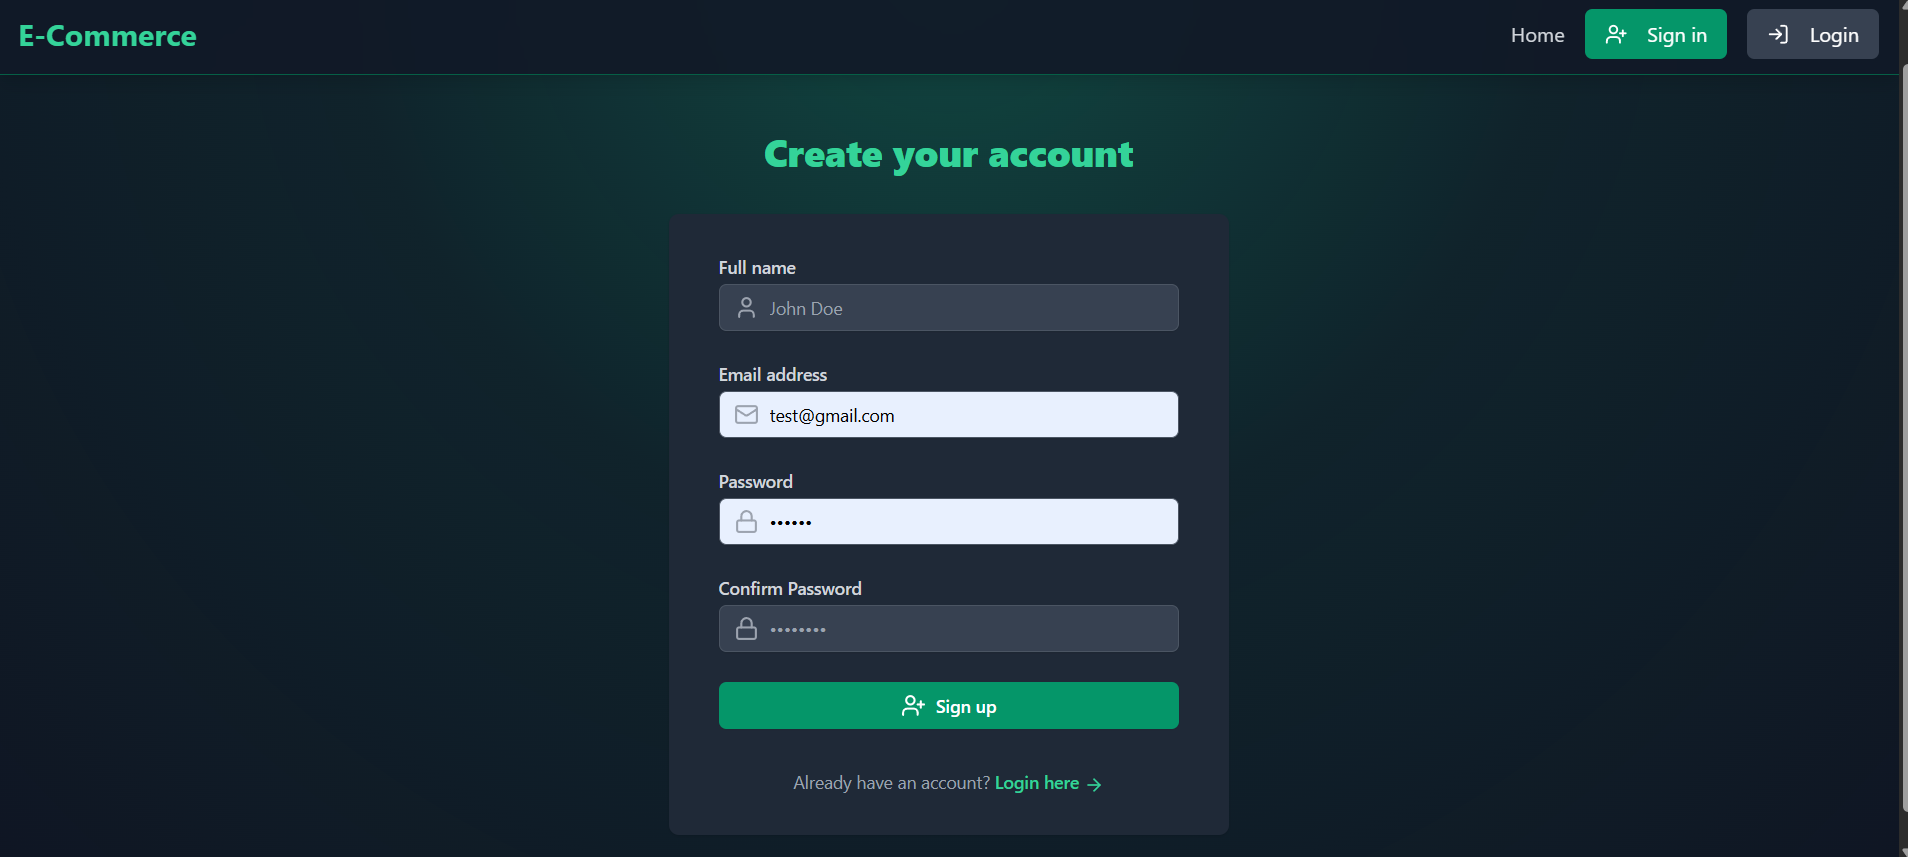 E-Commerce
Home
Sign in
Login
Create your account
Full name
John Doe
Email address
test@gmail.com
Password
••••••
Confirm Password
••••••••
Sign up
Already have an account? Login here →